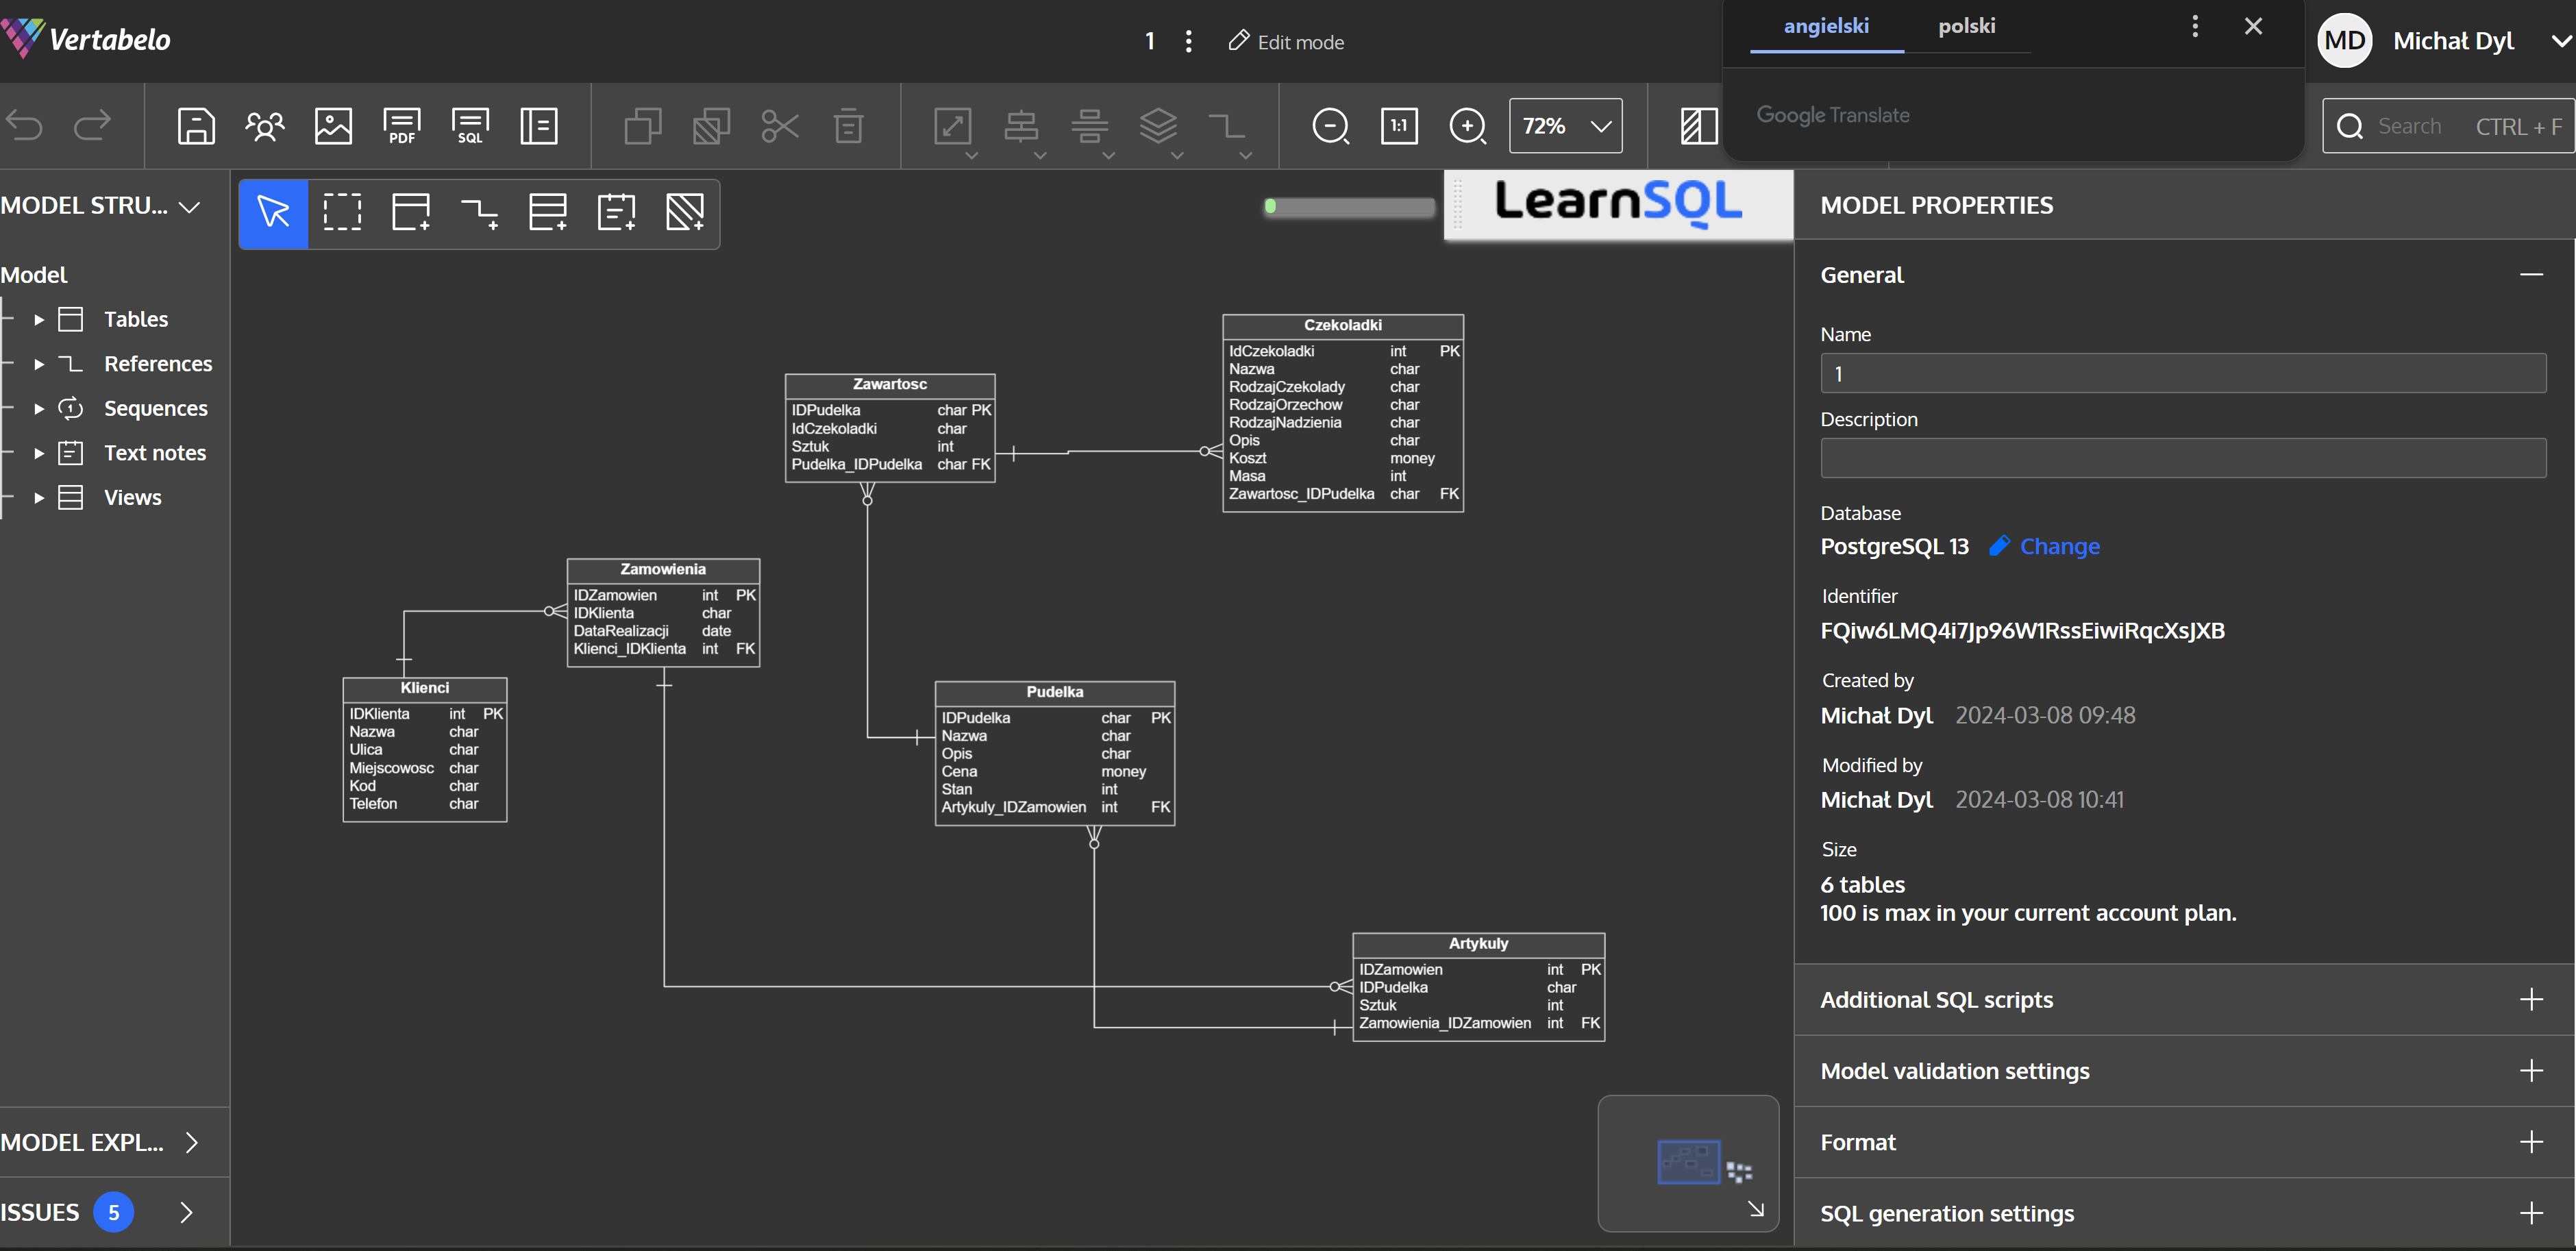 Vertabelo
1
Edit mode
angielski
polski
MD
Michał Dyl
PDF
SQL
1:1
72%
Google Translate
Search
CTRL + F
MODEL STRU...
LearnSQL
MODEL PROPERTIES
Model
Tables
References
Sequences
Text notes
Views
General
Name
1
Description
Database
PostgreSQL 13
Change
Identifier
FQiw6LMQ4i7Jp96W1RssEiwiRqcXsJXB
Created by
Michał Dyl 2024-03-08 09:48
Modified by
Michał Dyl 2024-03-08 10:41
Size
6 tables
100 is max in your current account plan.
Additional SQL scripts
Model validation settings
Format
SQL generation settings
Czekoladki
IdCzekoladki int PK
Nazwa char
RodzajCzekolady char
RodzajOrzechow char
RodzajNadzienia char
Opis char
Koszt money
Masa int
Zawartosc_IDPudelka char FK
Zawartosc
IDPudelka char PK
IdCzekoladki char
Sztuk int
Pudelka_IDPudelka char FK
Zamowienia
IDZamowien int PK
IDKlienta char
DataRealizacji date
Klienci_IDKlienta int FK
Klienci
IDKlienta int PK
Nazwa char
Ulica char
Miejscowosc char
Kod char
Telefon char
Pudelka
IDPudelka char PK
Nazwa char
Opis char
Cena money
Stan int
Artykuly_IDZamowien int FK
Artykuly
IDZamowien int PK
IDPudelka char
Sztuk int
Zamowienia_IDZamowien int FK
MODEL EXPL...
ISSUES 5